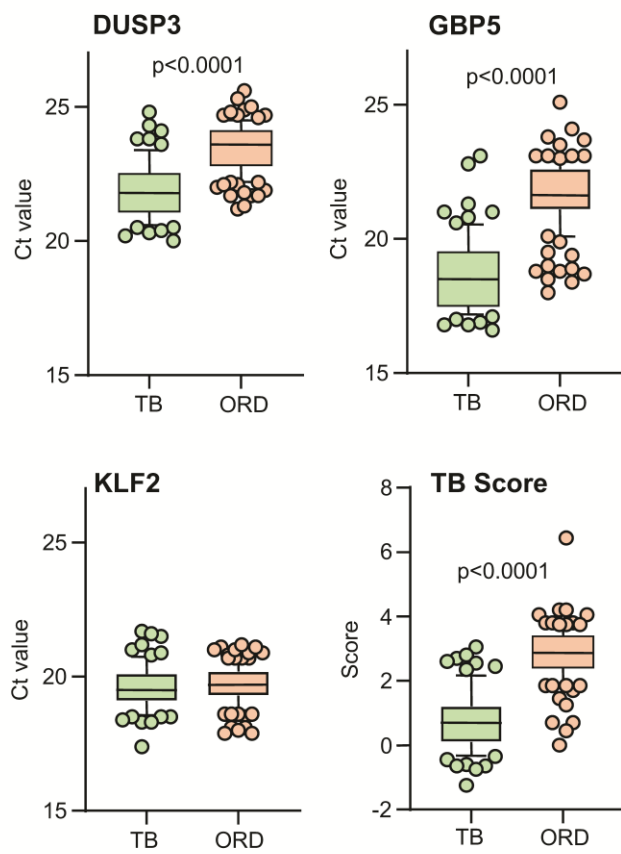 DUSP3
p<0.0001
Ct value
25
20
15
TB
ORD
GBP5
p<0.0001
Ct value
25
20
15
TB
ORD
KLF2
Ct value
25
20
15
TB
ORD
TB Score
p<0.0001
Score
8
6
4
2
0
-2
TB
ORD